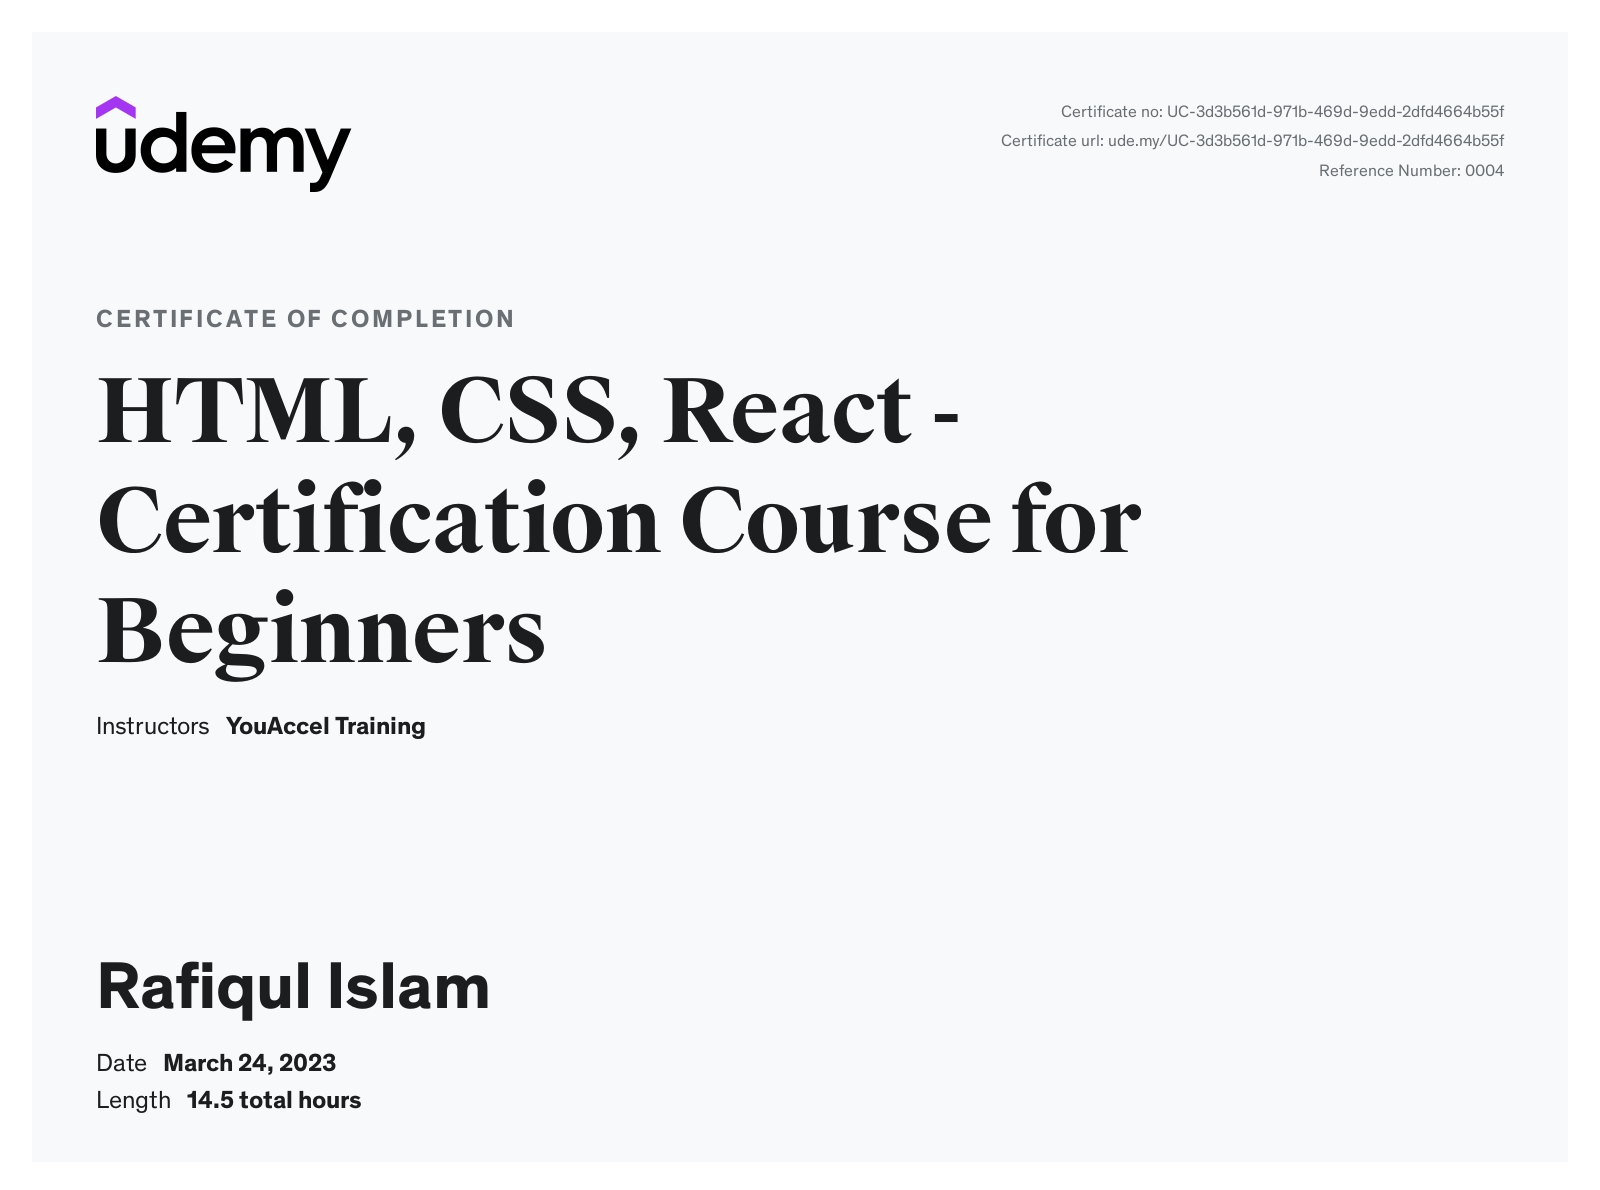 udemy
Certificate no: UC-3d3b561d-971b-469d-9edd-2dfd4664b55f
Certificate url: ude.my/UC-3d3b561d-971b-469d-9edd-2dfd4664b55f
Reference Number: 0004
CERTIFICATE OF COMPLETION
HTML, CSS, React -
Certification Course for
Beginners
Instructors YouAccel Training
Rafiqul Islam
Date March 24, 2023
Length 14.5 total hours